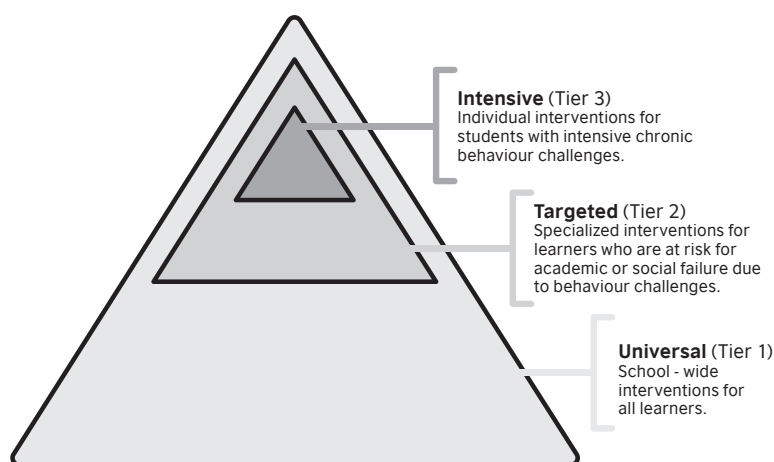 Intensive (Tier 3)
Individual interventions for
students with intensive chronic
behaviour challenges.
Targeted (Tier 2)
Specialized interventions for
learners who are at risk for
academic or social failure due
to behaviour challenges.
Universal (Tier 1)
School - wide
interventions for
all learners.